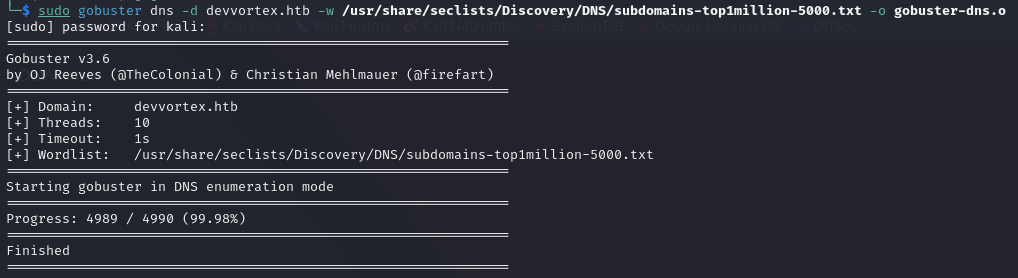 └─$ sudo gobuster dns -d devvortex.htb -w /usr/share/seclists/Discovery/DNS/subdomains-top1million-5000.txt -o gobuster-dns.o
[sudo] password for kali:
===============================================================
Gobuster v3.6
by OJ Reeves (@TheColonial) & Christian Mehlmauer (@firefart)
===============================================================
[+] Domain:     devvortex.htb
[+] Threads:    10
[+] Timeout:    1s
[+] Wordlist:   /usr/share/seclists/Discovery/DNS/subdomains-top1million-5000.txt
===============================================================
Starting gobuster in DNS enumeration mode
===============================================================
Progress: 4989 / 4990 (99.98%)
===============================================================
Finished
===============================================================